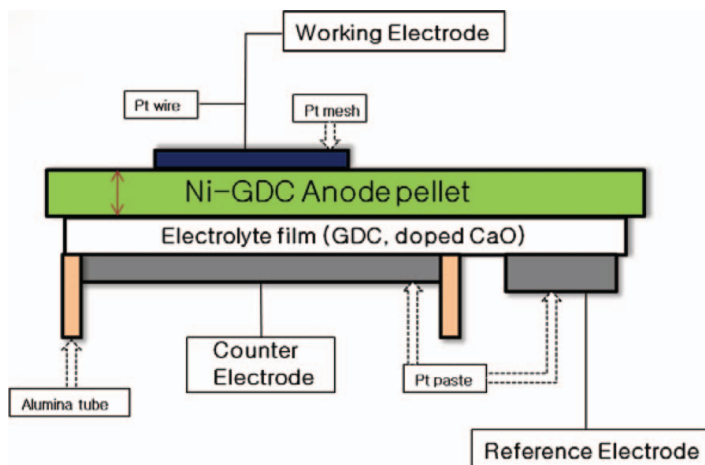 Working Electrode
Pt wire
Pt mesh
Ni-GDC Anode pellet
Electrolyte film (GDC, doped CaO)
Counter
Electrode
Pt paste
Alumina tube
Reference Electrode